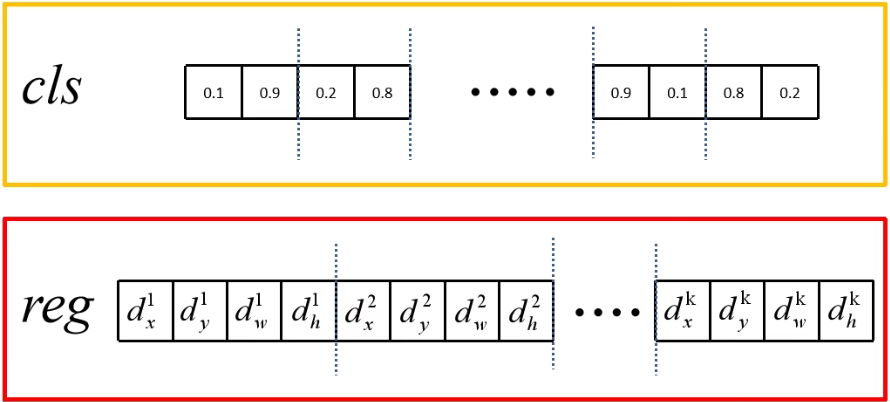 cls 0.1 0.9 0.2 0.8 ····· 0.9 0.1 0.8 0.2
reg d_x^1 d_y^1 d_w^1 d_h^1 d_x^2 d_y^2 d_w^2 d_h^2 ···· d_x^k d_y^k d_w^k d_h^k